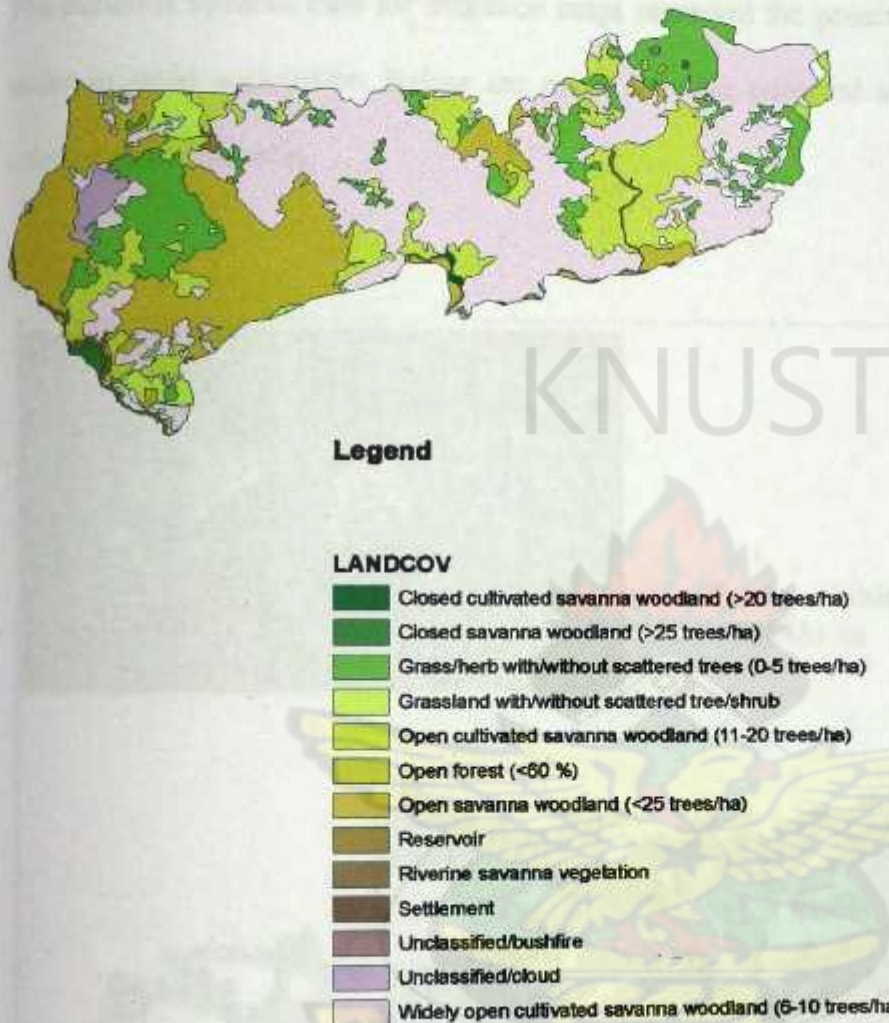 KNUST
Legend
LANDCOV
Closed cultivated savanna woodland (>20 trees/ha)
Closed savanna woodland (>25 trees/ha)
Grass/herb with/without scattered trees (0-5 trees/ha)
Grassland with/without scattered tree/shrub
Open cultivated savanna woodland (11-20 trees/ha)
Open forest (<60 %)
Open savanna woodland (<25 trees/ha)
Reservoir
Riverine savanna vegetation
Settlement
Unclassified/bushfire
Unclassified/cloud
Widely open cultivated savanna woodland (6-10 trees/ha